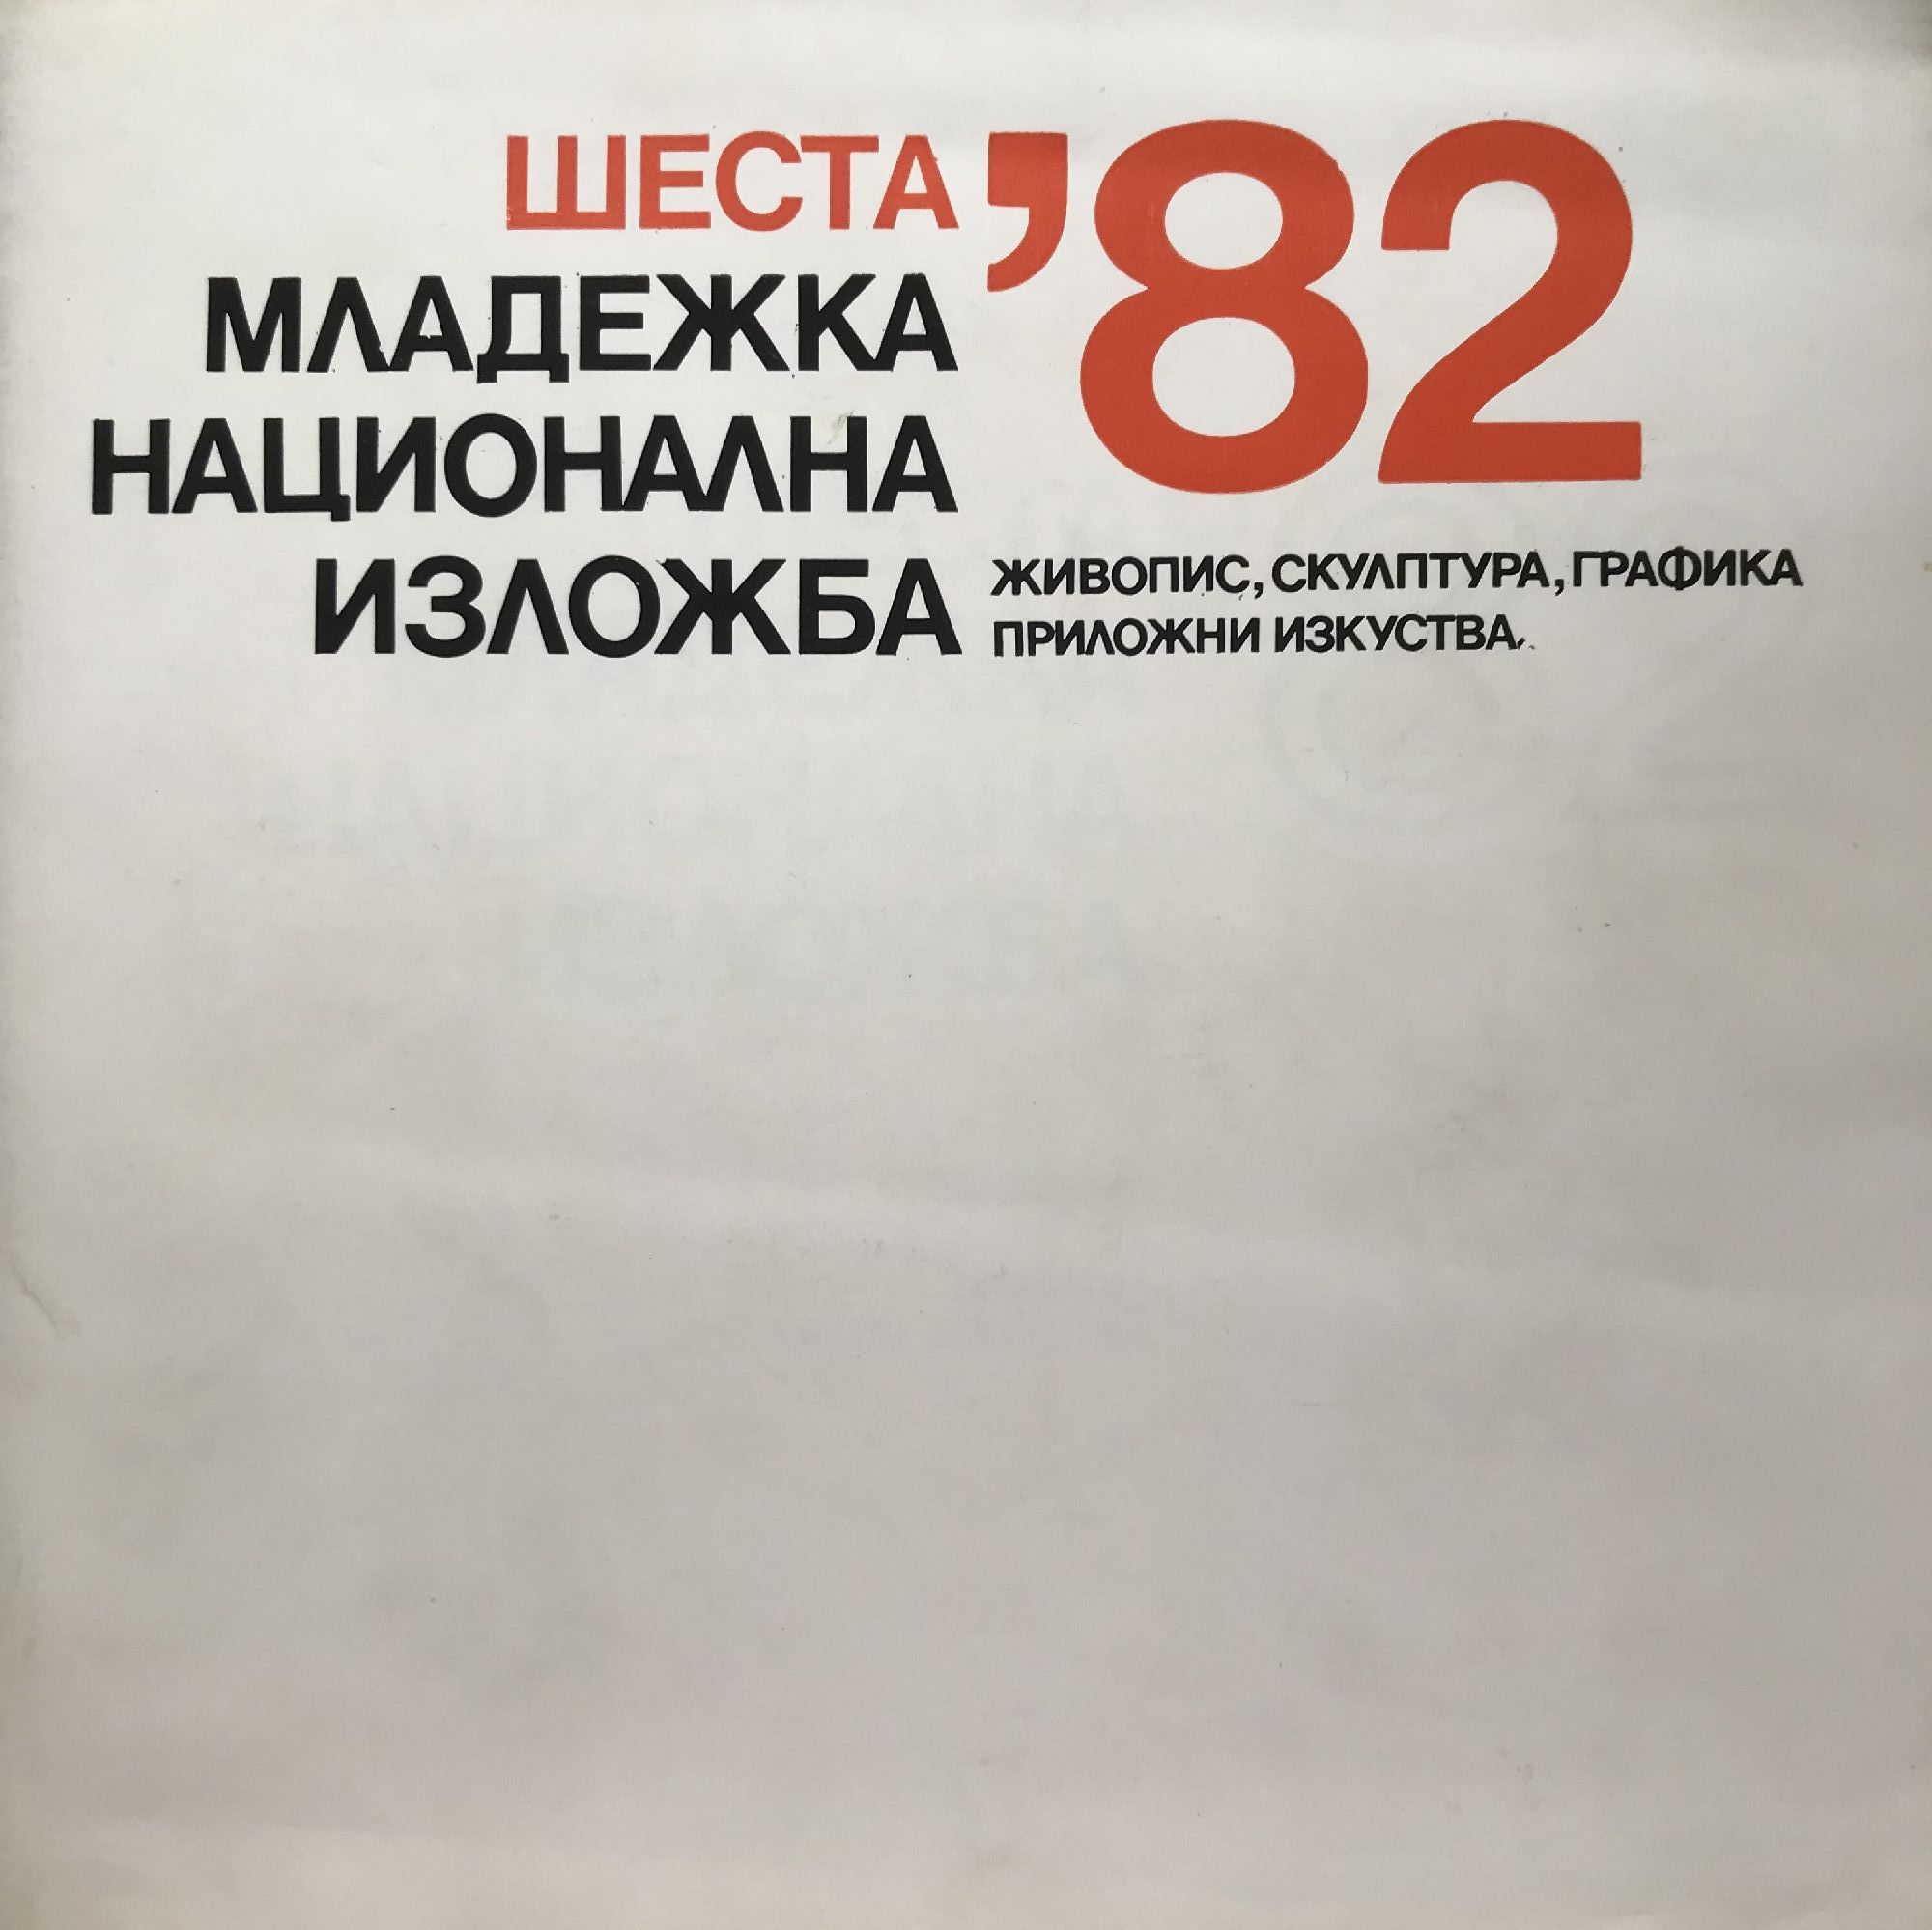 ШЕСТА ’82
МЛАДЕЖКА
НАЦИОНАЛНА
ИЗЛОЖБА
ЖИВОПИС, СКУЛПТУРА, ГРАФИКА
ПРИЛОЖНИ ИЗКУСТВА.